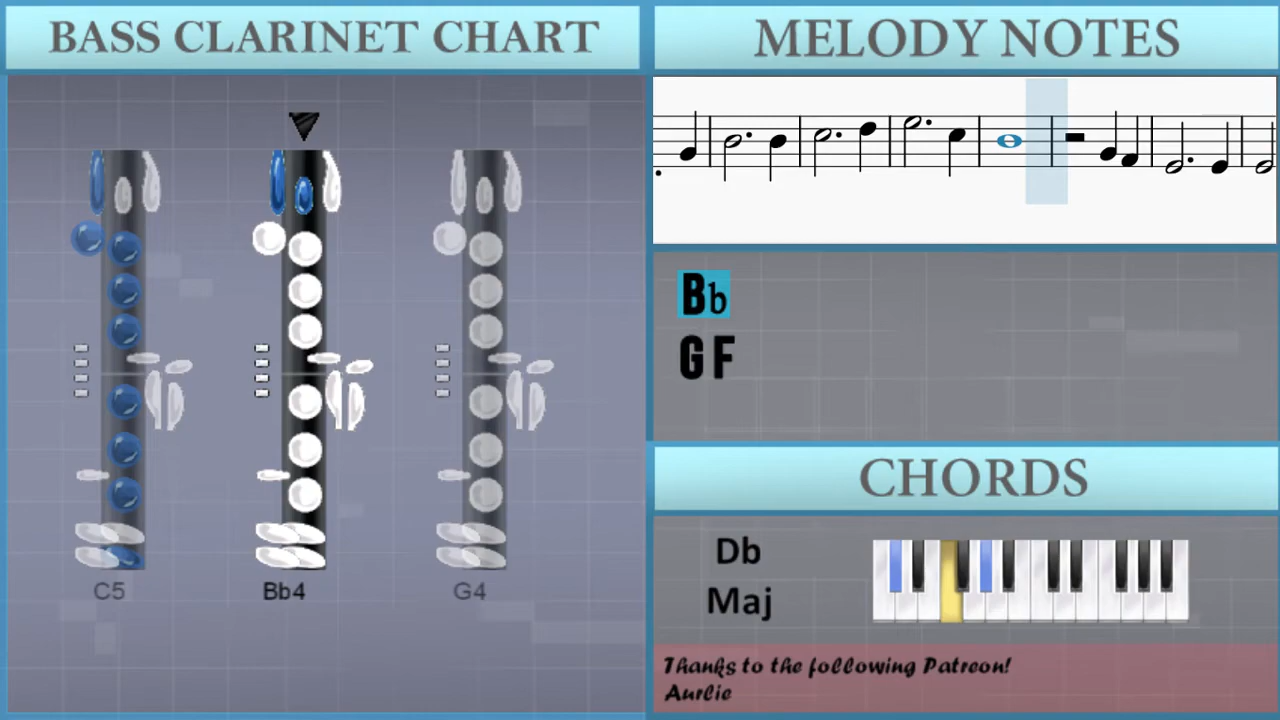 BASS CLARINET CHART
C5 Bb4 G4
MELODY NOTES
Bb
G F
CHORDS
Db
Maj
Thanks to the following Patreon!
Aurlie